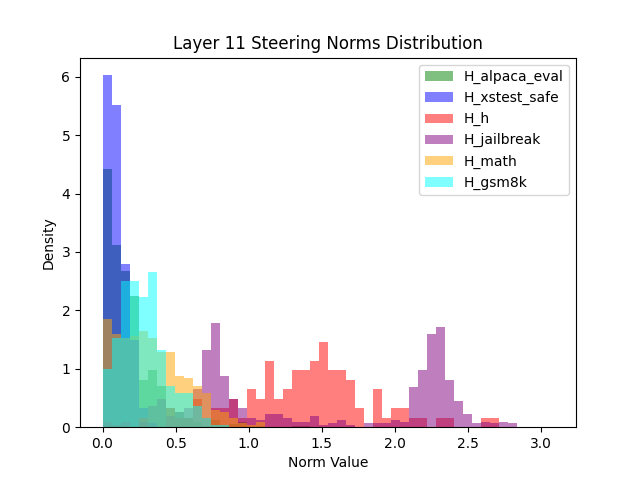 Layer 11 Steering Norms Distribution
H_alpaca_eval
H_xstest_safe
H_h
H_jailbreak
H_math
H_gsm8k
Density
6
5
4
3
2
1
0
0.0 0.5 1.0 1.5 2.0 2.5 3.0
Norm Value